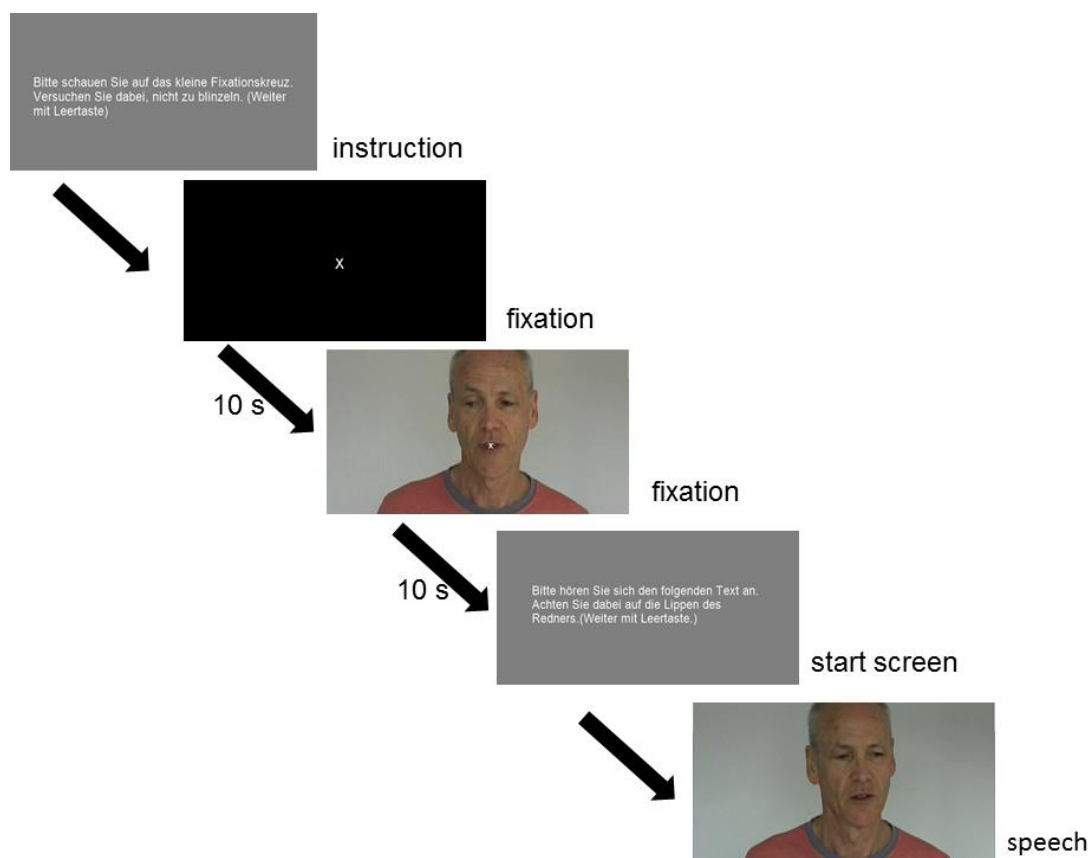 Bitte schauen Sie auf das kleine Fixationskreuz.
Versuchen Sie dabei, nicht zu blinzeln. (Weiter
mit Leertaste)
instruction
x
fixation
10 s
x
fixation
10 s
Bitte hören Sie sich den folgenden Text an.
Achten Sie dabei auf die Lippen des
Redners.(Weiter mit Leertaste.)
start screen
speech